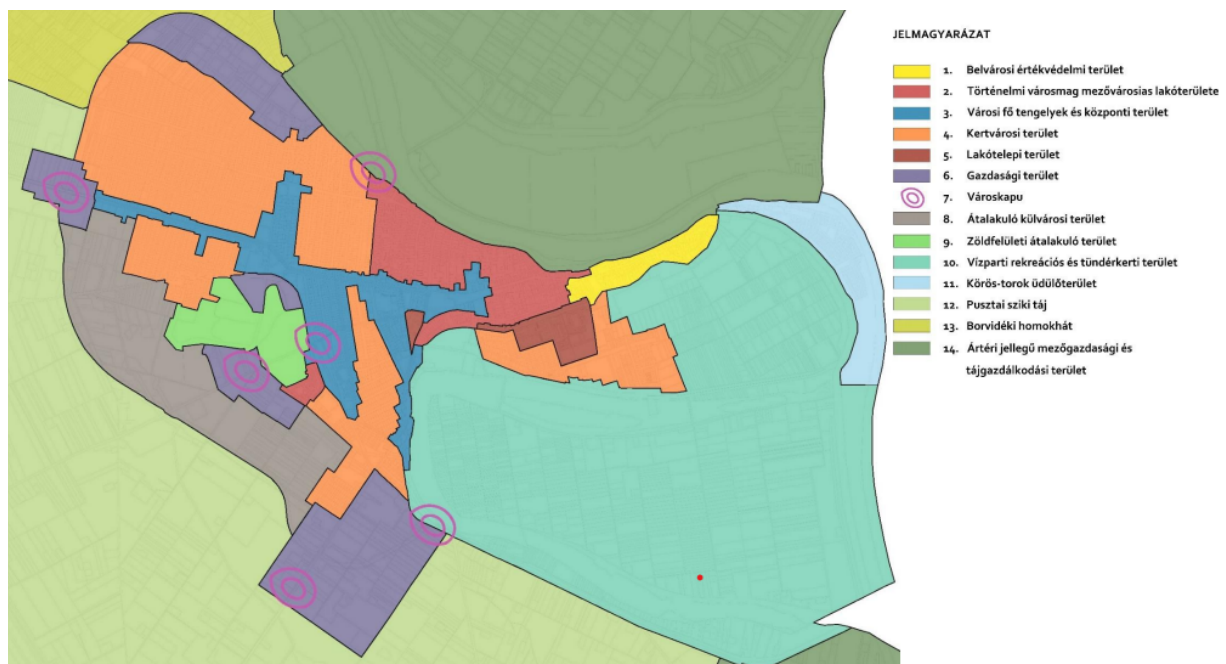 JELMAGYARÁZAT
1. Belvárosi értékvédelmi terület
2. Történelmi városmag mezővárosias lakóterülete
3. Városi fő tengelyek és központi terület
4. Kertvárosi terület
5. Lakótelepi terület
6. Gazdasági terület
7. Városkapu
8. Átalakuló külvárosi terület
9. Zöldfelületi átalakuló terület
10. Vízparti rekreációs és tündérkerti terület
11. Körös-torok üdülőterület
12. Pusztai sziki táj
13. Borvidéki homokhát
14. Ártéri jellegű mezőgazdasági és
tájgazdálkodási terület